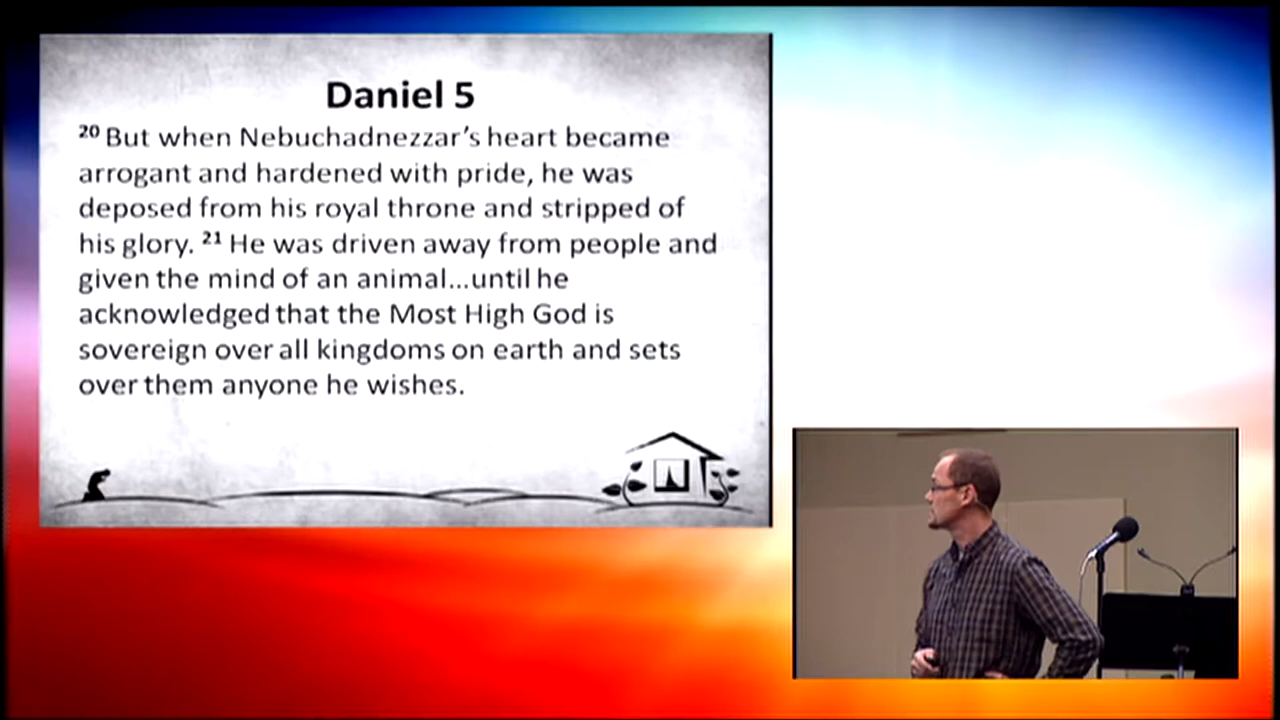 Daniel 5
20 But when Nebuchadnezzar's heart became
arrogant and hardened with pride, he was
deposed from his royal throne and stripped of
his glory. 21 He was driven away from people and
given the mind of an animal...until he
acknowledged that the Most High God is
sovereign over all kingdoms on earth and sets
over them anyone he wishes.